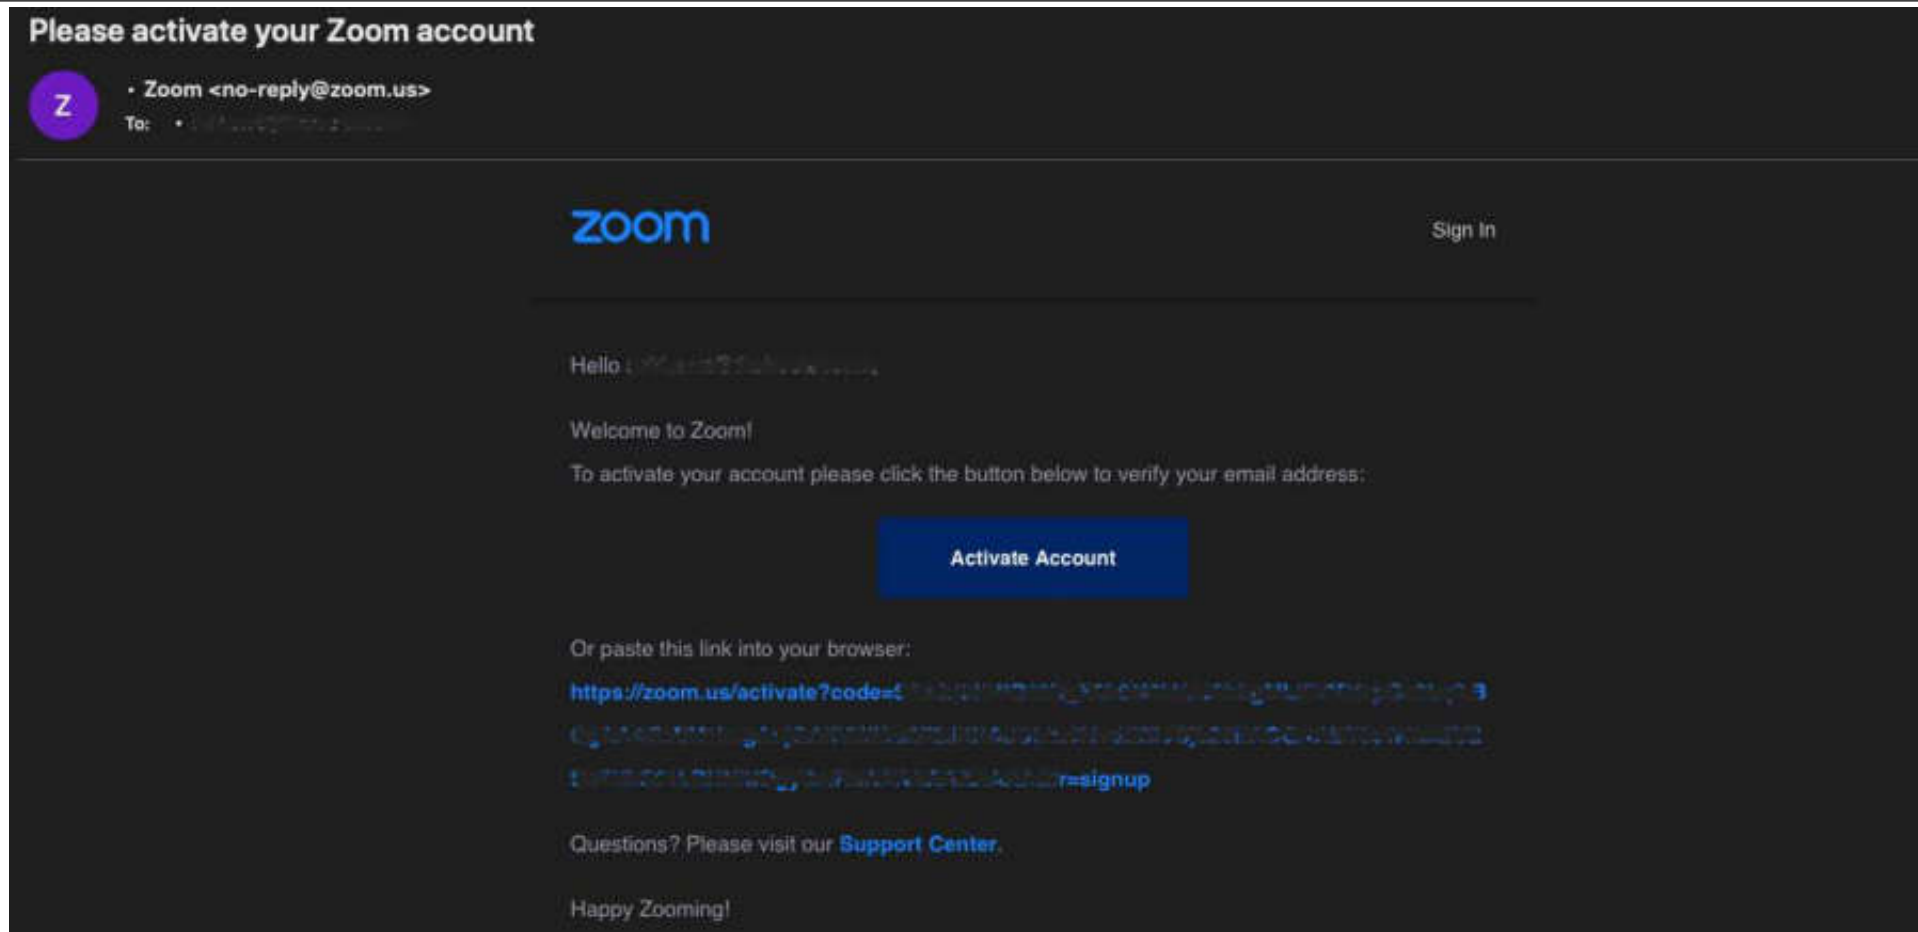 Please activate your Zoom account
Z
• Zoom <no-reply@zoom.us>
To: •
zoom
Sign In
Hello
Welcome to Zoom!
To activate your account please click the button below to verify your email address:
Activate Account
Or paste this link into your browser:
https://zoom.us/activate?code=
r=signup
Questions? Please visit our Support Center.
Happy Zooming!